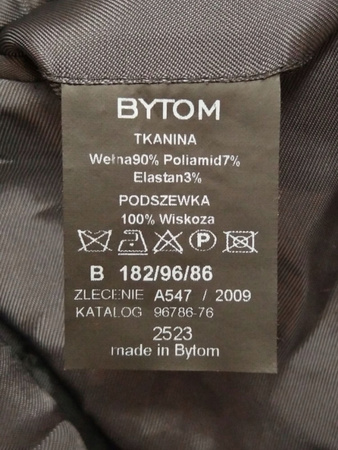 BYTOM
TKANINA
Wełna90% Poliamid7%
Elastan3%
PODSZEWKA
100% Wiskoza
P
B 182/96/86
ZLECENIE A547 / 2009
KATALOG 96786-76
2523
made in Bytom